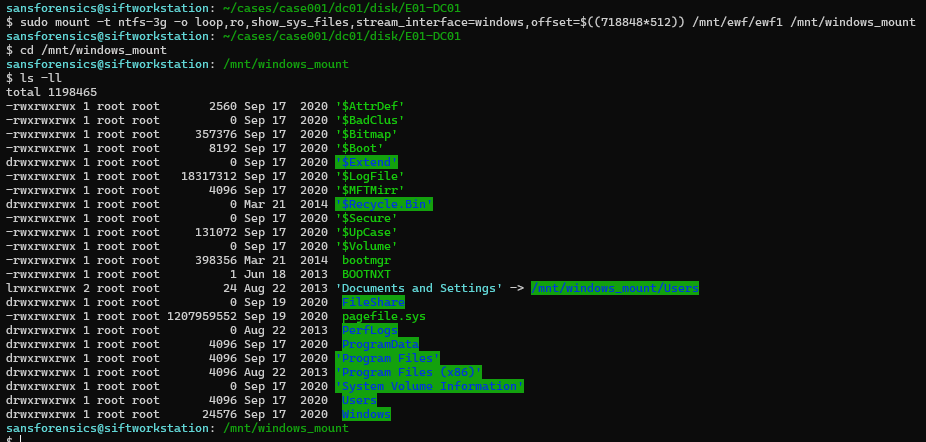 sansforensics@siftworkstation: ~/cases/case001/dc01/disk/E01-DC01
$ sudo mount -t ntfs-3g -o loop,ro,show_sys_files,stream_interface=windows,offset=$((718848*512)) /mnt/ewf/ewf1 /mnt/windows_mount
sansforensics@siftworkstation: ~/cases/case001/dc01/disk/E01-DC01
$ cd /mnt/windows_mount
sansforensics@siftworkstation: /mnt/windows_mount
$ ls -ll
total 1198465
-rwxrwxrwx 1 root root       2560 Sep 17  2020 '$AttrDef'
-rwxrwxrwx 1 root root          0 Sep 17  2020 '$BadClus'
-rwxrwxrwx 1 root root     357376 Sep 17  2020 '$Bitmap'
-rwxrwxrwx 1 root root       8192 Sep 17  2020 '$Boot'
drwxrwxrwx 1 root root          0 Sep 17  2020 '$Extend'
-rwxrwxrwx 1 root root   18317312 Sep 17  2020 '$LogFile'
-rwxrwxrwx 1 root root       4096 Sep 17  2020 '$MFTMirr'
drwxrwxrwx 1 root root          0 Mar 21  2014 '$Recycle.Bin'
-rwxrwxrwx 1 root root          0 Sep 17  2020 '$Secure'
-rwxrwxrwx 1 root root     131072 Sep 17  2020 '$UpCase'
-rwxrwxrwx 1 root root          0 Sep 17  2020 '$Volume'
-rwxrwxrwx 1 root root     398356 Mar 21  2014  bootmgr
-rwxrwxrwx 1 root root          1 Jun 18  2013  BOOTNXT
lrwxrwxrwx 2 root root         24 Aug 22  2013 'Documents and Settings' -> /mnt/windows_mount/Users
drwxrwxrwx 1 root root          0 Sep 19  2020  FileShare
-rwxrwxrwx 1 root root 1207959552 Sep 19  2020  pagefile.sys
drwxrwxrwx 1 root root          0 Aug 22  2013  PerfLogs
drwxrwxrwx 1 root root       4096 Sep 17  2020  ProgramData
drwxrwxrwx 1 root root       4096 Sep 17  2020 'Program Files'
drwxrwxrwx 1 root root       4096 Aug 22  2013 'Program Files (x86)'
drwxrwxrwx 1 root root          0 Sep 17  2020 'System Volume Information'
drwxrwxrwx 1 root root       4096 Sep 17  2020  Users
drwxrwxrwx 1 root root      24576 Sep 17  2020  Windows
sansforensics@siftworkstation: /mnt/windows_mount
$